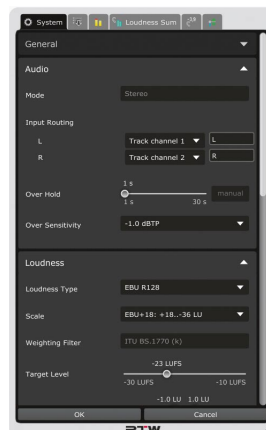 System Loudness Sum
General
Audio
Mode Stereo
Input Routing
L Track channel 1 L
R Track channel 2 R
1 s
Over Hold manual
1 s 30 s
Over Sensitivity -1.0 dBTP
Loudness
Loudness Type EBU R128
Scale EBU+18: +18..-36 LU
Weighting Filter ITU BS.1770 (k)
-23 LUFS
Target Level
-30 LUFS -10 LUFS
-1.0 LU 1.0 LU
OK Cancel
RTW